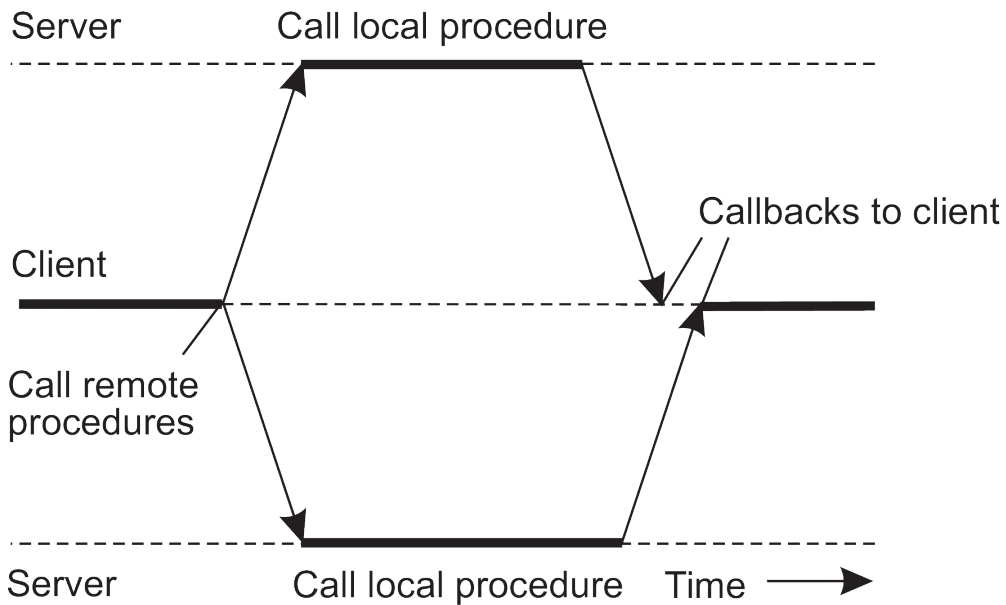 Server
Call local procedure
Callbacks to client
Client
Call remote
procedures
Server
Call local procedure
Time